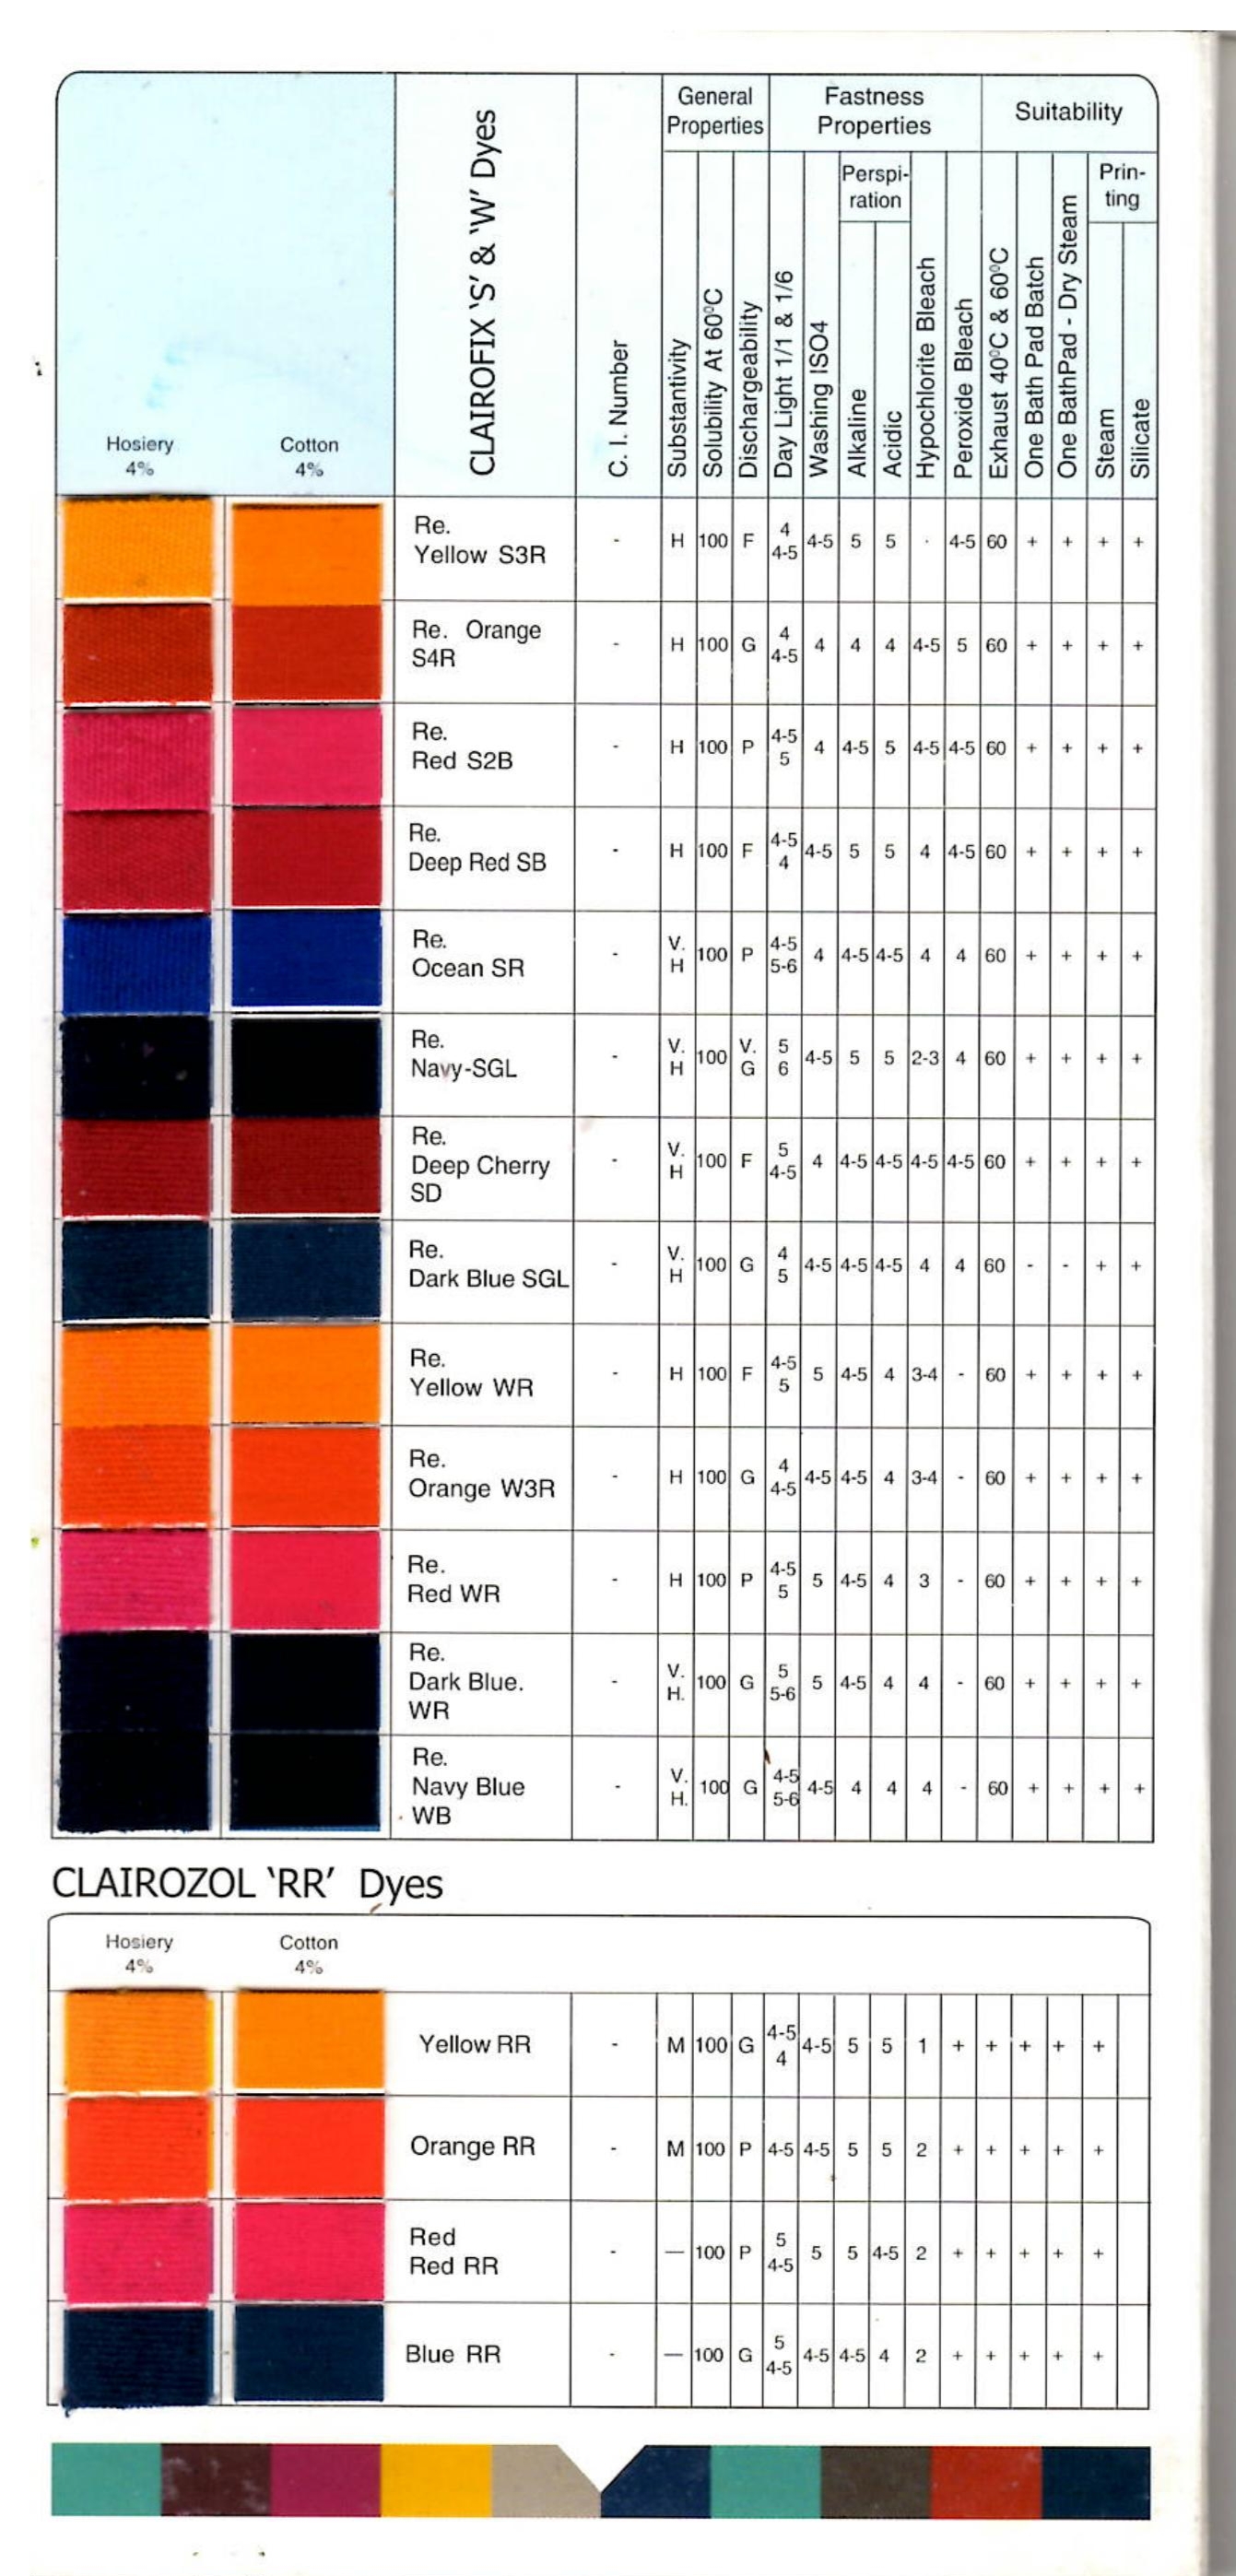 General Properties
Fastness Properties
Suitability
Perspi-ration
Prin-ting
Hosiery 4%
Cotton 4%
CLAIROFIX 'S' & 'W' Dyes
C. I. Number
Substantivity
Solubility At 60⁰C
Dischargeability
Day Light 1/1 & 1/6
Washing ISO4
Alkaline
Acidic
Hypochlorite Bleach
Peroxide Bleach
Exhaust 40⁰C & 60⁰C
One Bath Pad Batch
One BathPad - Dry Steam
Steam
Silicate
Re. Yellow S3R - H 100 F 4 4-5 4-5 5 5 · 4-5 60 + + + +
Re. Orange S4R - H 100 G 4 4-5 4 4 4 4-5 5 60 + + + +
Re. Red S2B - H 100 P 4-5 5 4 4-5 5 4-5 4-5 60 + + + +
Re. Deep Red SB - H 100 F 4-5 4 4-5 5 5 4 4-5 60 + + + +
Re. Ocean SR - V. H 100 P 4-5 5-6 4 4-5 4-5 4 4 60 + + + +
Re. Navy-SGL - V. H 100 V. G 5 6 4-5 5 5 2-3 4 60 + + + +
Re. Deep Cherry SD - V. H 100 F 5 4-5 4 4-5 4-5 4-5 4-5 60 + + + +
Re. Dark Blue SGL - V. H 100 G 4 5 4-5 4-5 4-5 4 4 60 - - + +
Re. Yellow WR - H 100 F 4-5 5 5 4-5 4 3-4 - 60 + + + +
Re. Orange W3R - H 100 G 4 4-5 4-5 4-5 4 3-4 - 60 + + + +
Re. Red WR - H 100 P 4-5 5 5 4-5 4 3 - 60 + + + +
Re. Dark Blue. WR - V. H. 100 G 5 5-6 5 4-5 4 4 - 60 + + + +
Re. Navy Blue WB - V. H. 100 G 4-5 5-6 4-5 4 4 4 - 60 + + + +
CLAIROZOL 'RR' Dyes
Hosiery 4%
Cotton 4%
Yellow RR - M 100 G 4-5 4 4-5 5 5 1 + + + + +
Orange RR - M 100 P 4-5 4-5 5 5 2 + + + + +
Red Red RR - — 100 P 5 4-5 5 5 4-5 2 + + + + +
Blue RR - — 100 G 5 4-5 4-5 4-5 4 2 + + + + +